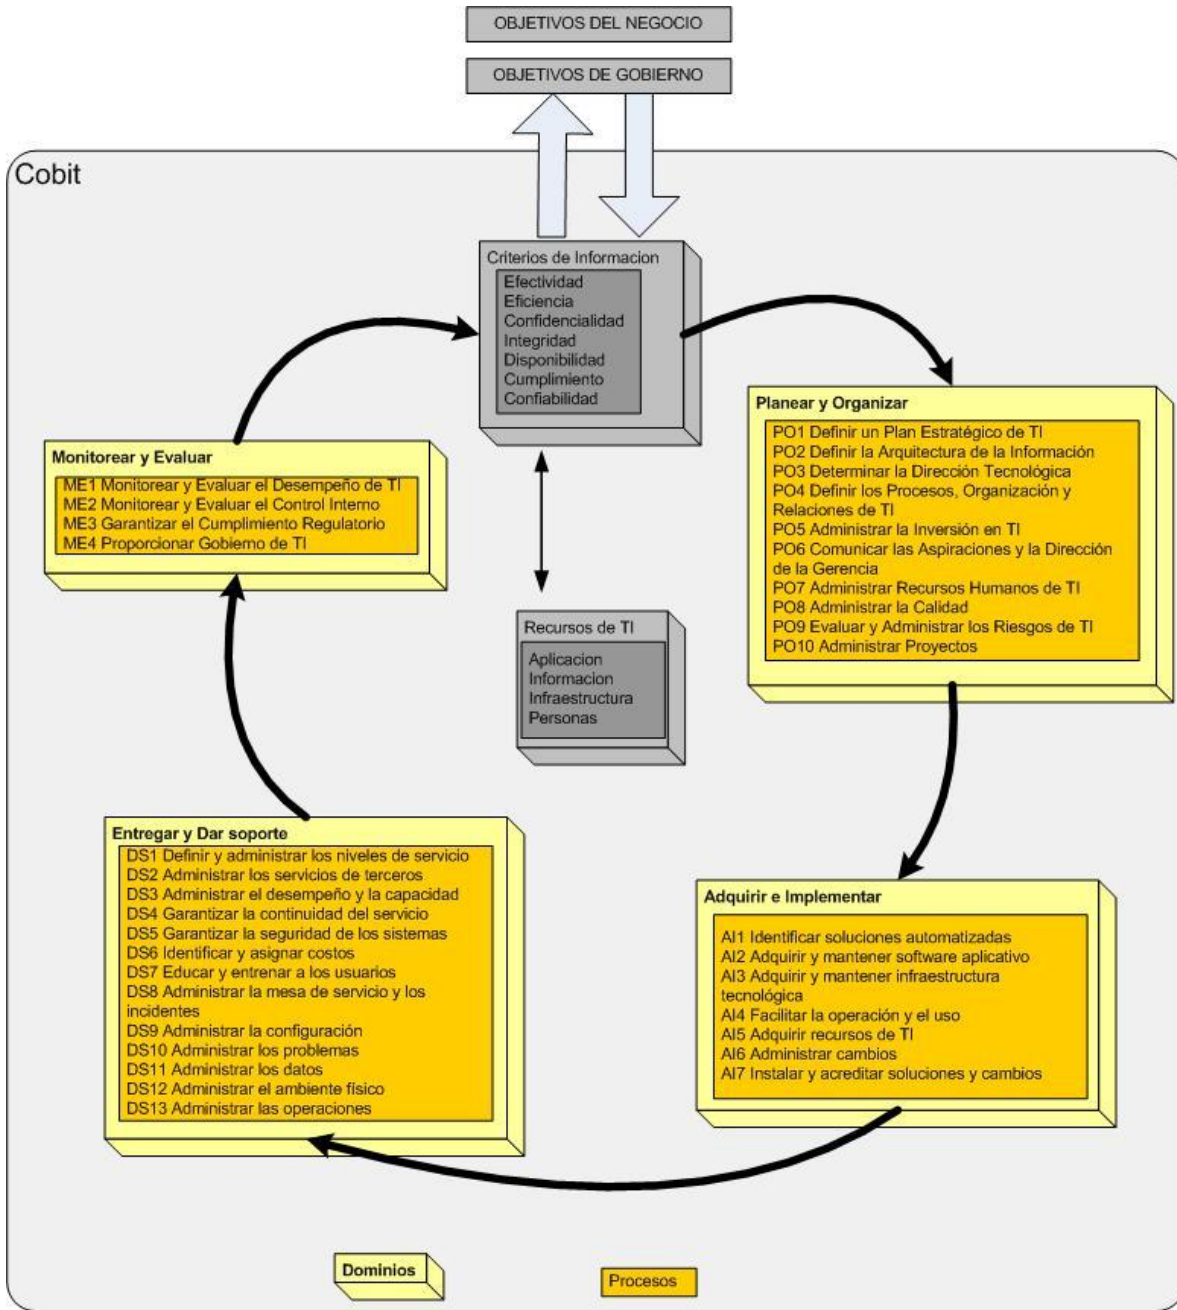 OBJETIVOS DEL NEGOCIO
OBJETIVOS DE GOBIERNO
Cobit
Criterios de Informacion
Efectividad
Eficiencia
Confidencialidad
Integridad
Disponibilidad
Cumplimiento
Confiabilidad
Planear y Organizar
PO1 Definir un Plan Estratégico de TI
PO2 Definir la Arquitectura de la Información
PO3 Determinar la Dirección Tecnológica
PO4 Definir los Procesos, Organización y
Relaciones de TI
PO5 Administrar la Inversión en TI
PO6 Comunicar las Aspiraciones y la Dirección
de la Gerencia
PO7 Administrar Recursos Humanos de TI
PO8 Administrar la Calidad
PO9 Evaluar y Administrar los Riesgos de TI
PO10 Administrar Proyectos
Monitorear y Evaluar
ME1 Monitorear y Evaluar el Desempeño de TI
ME2 Monitorear y Evaluar el Control Interno
ME3 Garantizar el Cumplimiento Regulatorio
ME4 Proporcionar Gobierno de TI
Recursos de TI
Aplicacion
Informacion
Infraestructura
Personas
Entregar y Dar soporte
DS1 Definir y administrar los niveles de servicio
DS2 Administrar los servicios de terceros
DS3 Administrar el desempeño y la capacidad
DS4 Garantizar la continuidad del servicio
DS5 Garantizar la seguridad de los sistemas
DS6 Identificar y asignar costos
DS7 Educar y entrenar a los usuarios
DS8 Administrar la mesa de servicio y los
incidentes
DS9 Administrar la configuración
DS10 Administrar los problemas
DS11 Administrar los datos
DS12 Administrar el ambiente físico
DS13 Administrar las operaciones
Adquirir e Implementar
AI1 Identificar soluciones automatizadas
AI2 Adquirir y mantener software aplicativo
AI3 Adquirir y mantener infraestructura
tecnológica
AI4 Facilitar la operación y el uso
AI5 Adquirir recursos de TI
AI6 Administrar cambios
AI7 Instalar y acreditar soluciones y cambios
Dominios
Procesos